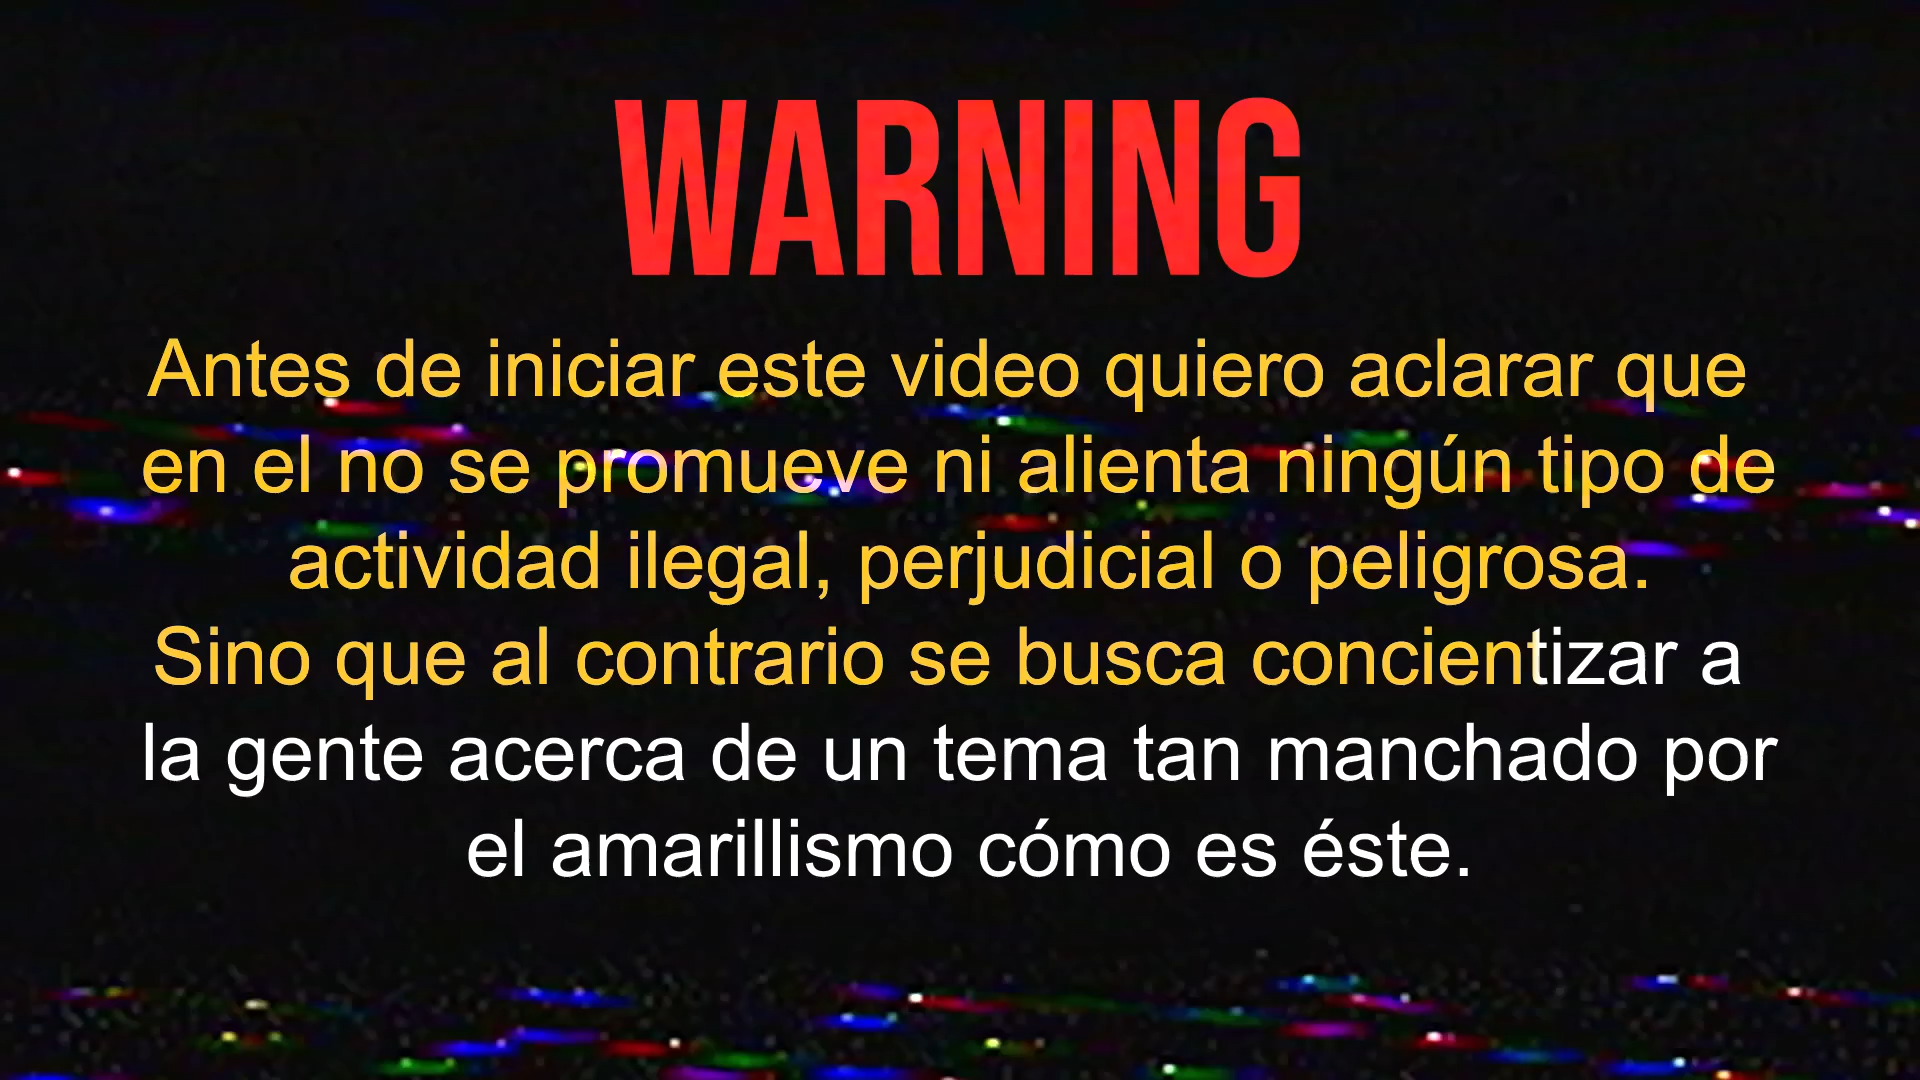 WARNING
Antes de iniciar este video quiero aclarar que
en el no se promueve ni alienta ningún tipo de
actividad ilegal, perjudicial o peligrosa.
Sino que al contrario se busca concientizar a
la gente acerca de un tema tan manchado por
el amarillismo cómo es éste.